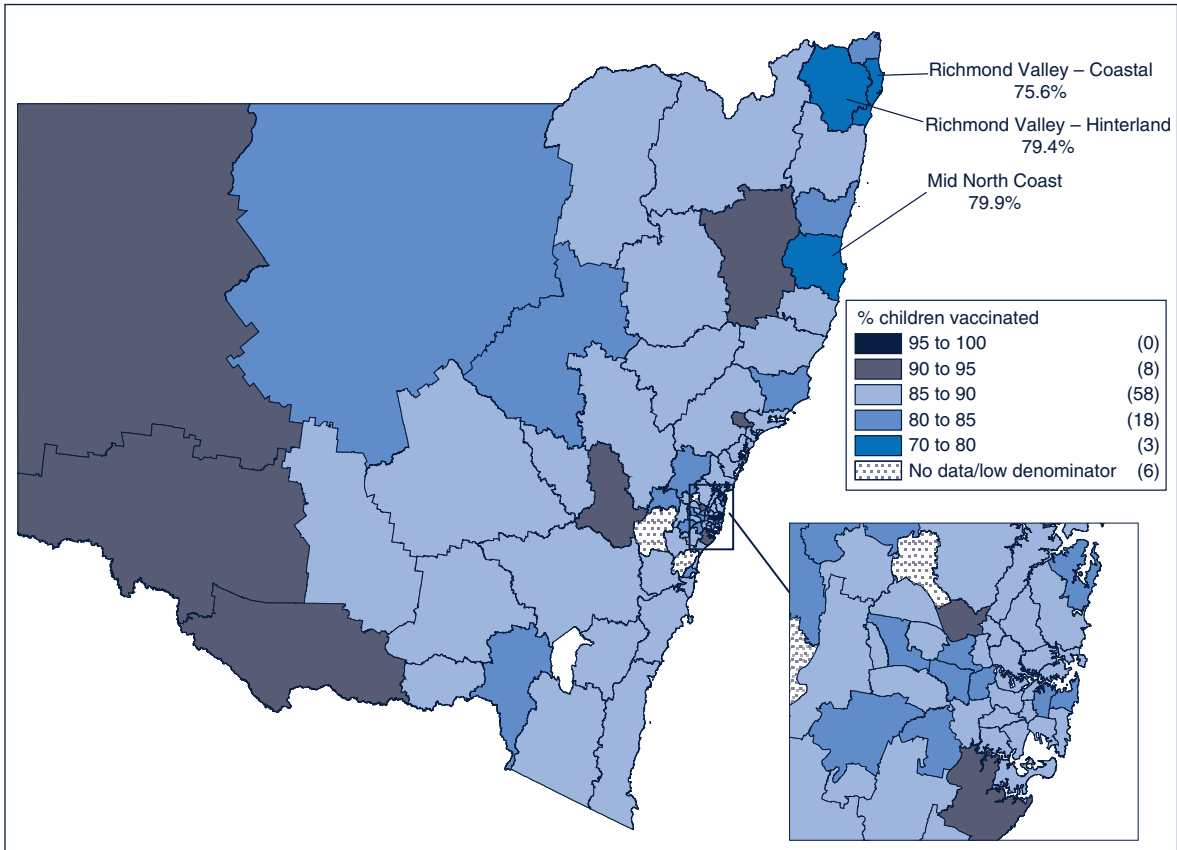 Richmond Valley – Coastal
75.6%
Richmond Valley – Hinterland
79.4%
Mid North Coast
79.9%
% children vaccinated
95 to 100 (0)
90 to 95 (8)
85 to 90 (58)
80 to 85 (18)
70 to 80 (3)
No data/low denominator (6)